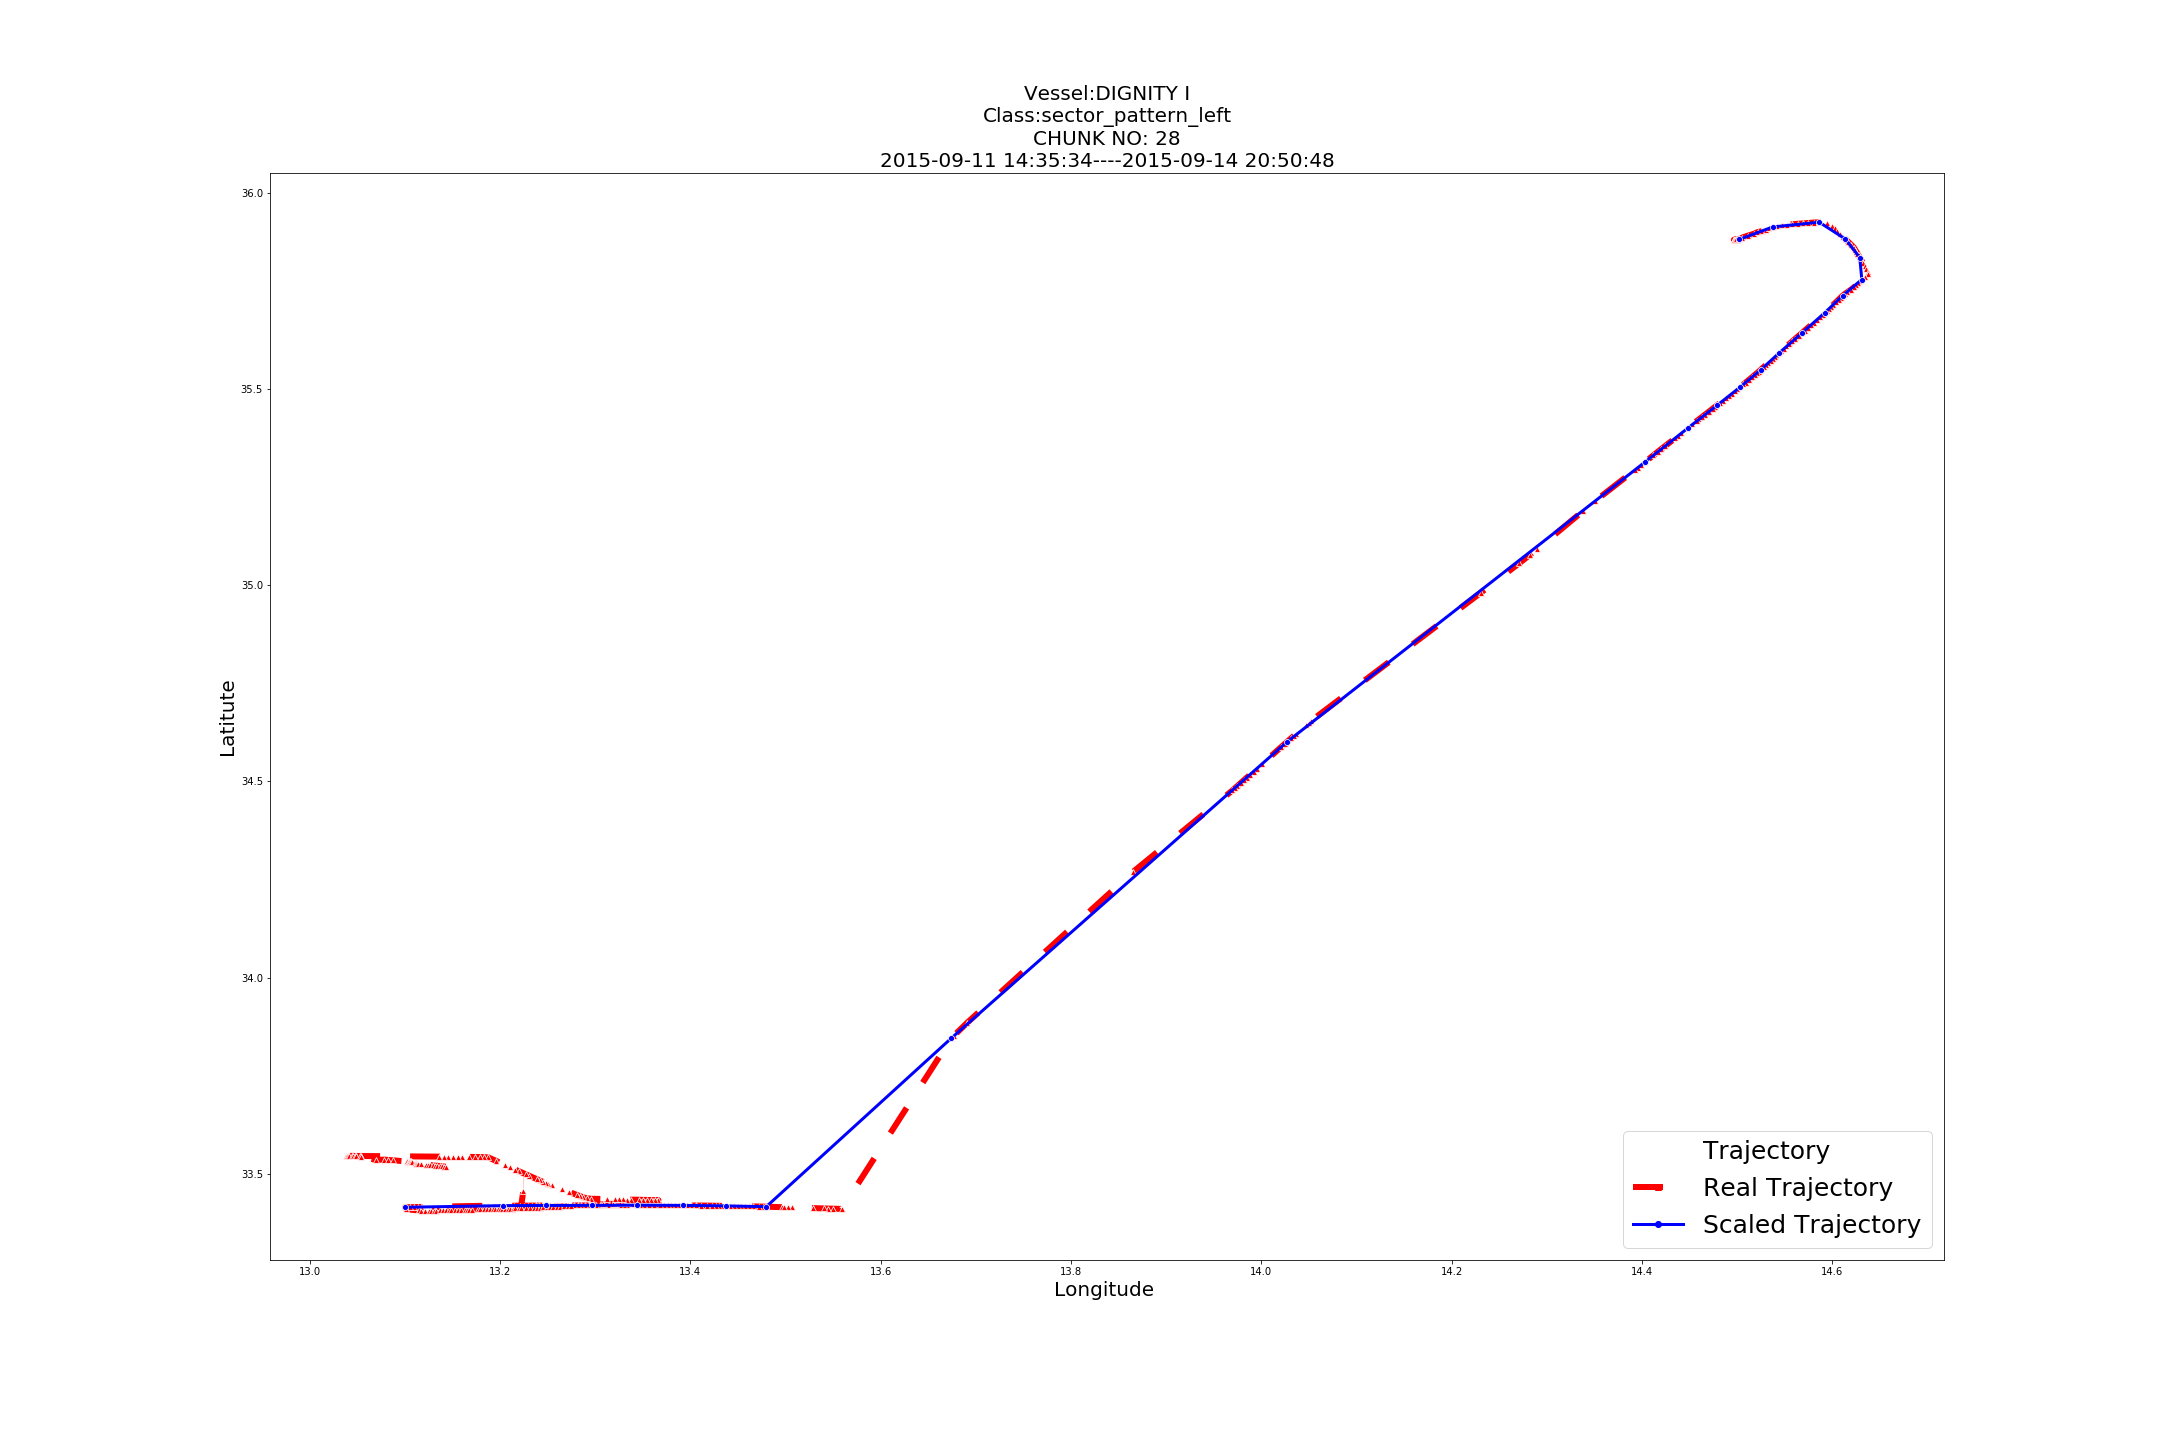 Vessel:DIGNITY I
Class:sector_pattern_left
CHUNK NO: 28
2015-09-11 14:35:34----2015-09-14 20:50:48
36.0
35.5
35.0
34.5
34.0
33.5
Latitute
13.0 13.2 13.4 13.6 13.8 14.0 14.2 14.4 14.6
Longitude
Trajectory
Real Trajectory
Scaled Trajectory